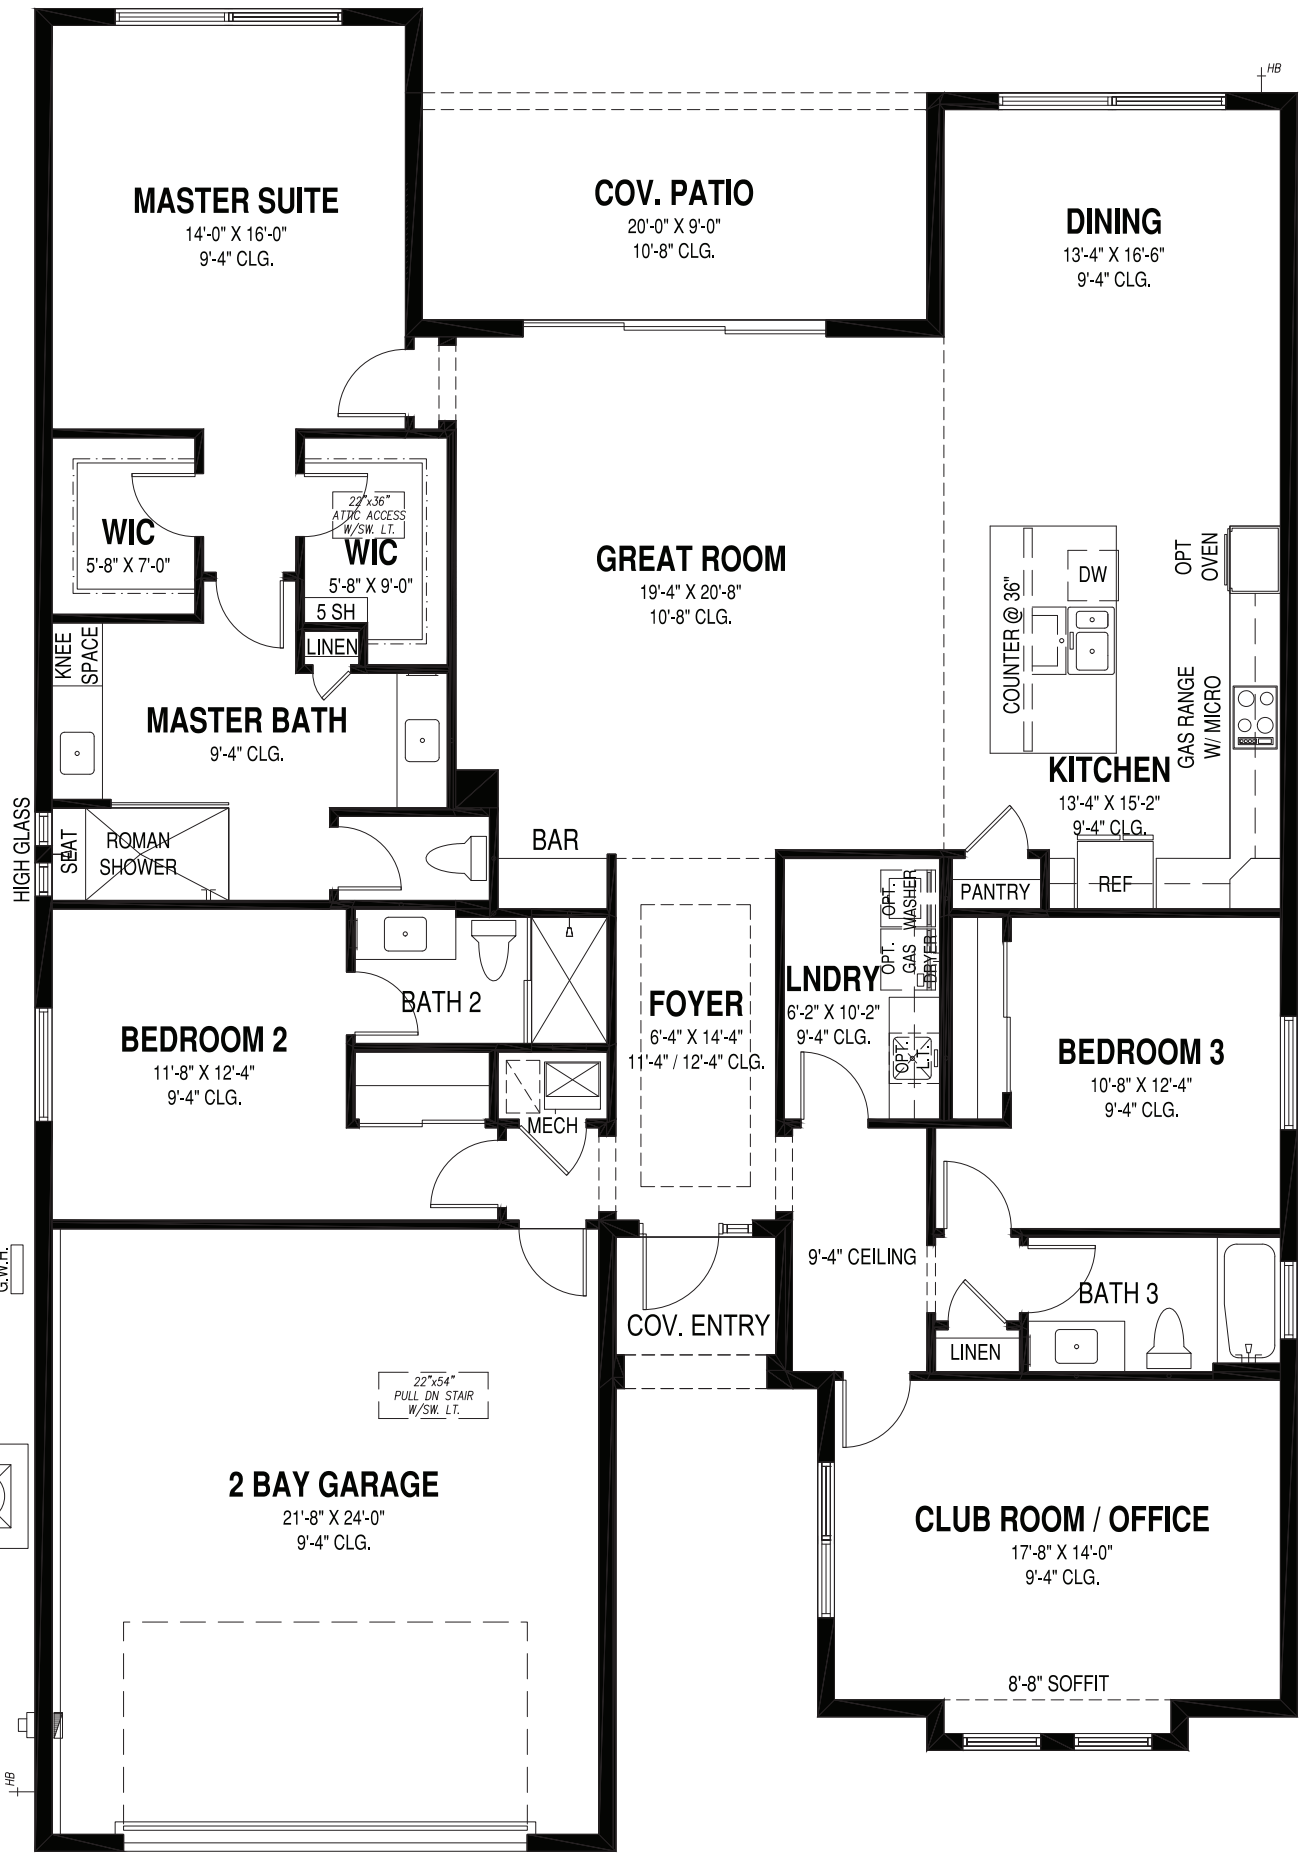 HB
MASTER SUITE
14'-0" X 16'-0"
9'-4" CLG.
COV. PATIO
20'-0" X 9'-0"
10'-8" CLG.
DINING
13'-4" X 16'-6"
9'-4" CLG.
WIC
5'-8" X 7'-0"
22"x36"
ATTIC ACCESS
W/SW. LT.
WIC
5'-8" X 9'-0"
5 SH
LINEN
KNEE
SPACE
GREAT ROOM
19'-4" X 20'-8"
10'-8" CLG.
COUNTER @ 36"
DW
OPT
OVEN
GAS RANGE
W/ MICRO
MASTER BATH
9'-4" CLG.
KITCHEN
13'-4" X 15'-2"
9'-4" CLG.
HIGH GLASS
SEAT
ROMAN
SHOWER
BAR
PANTRY
REF
OPT.
WASHER
OPT.
GAS
DRYER
LNDRY
6'-2" X 10'-2"
9'-4" CLG.
OPT.
L.T.
BATH 2
FOYER
6'-4" X 14'-4"
11'-4" / 12'-4" CLG.
BEDROOM 2
11'-8" X 12'-4"
9'-4" CLG.
BEDROOM 3
10'-8" X 12'-4"
9'-4" CLG.
MECH
G.W.H.
9'-4" CEILING
BATH 3
COV. ENTRY
LINEN
22"x54"
PULL DN STAIR
W/SW. LT.
2 BAY GARAGE
21'-8" X 24'-0"
9'-4" CLG.
CLUB ROOM / OFFICE
17'-8" X 14'-0"
9'-4" CLG.
8'-8" SOFFIT
HB